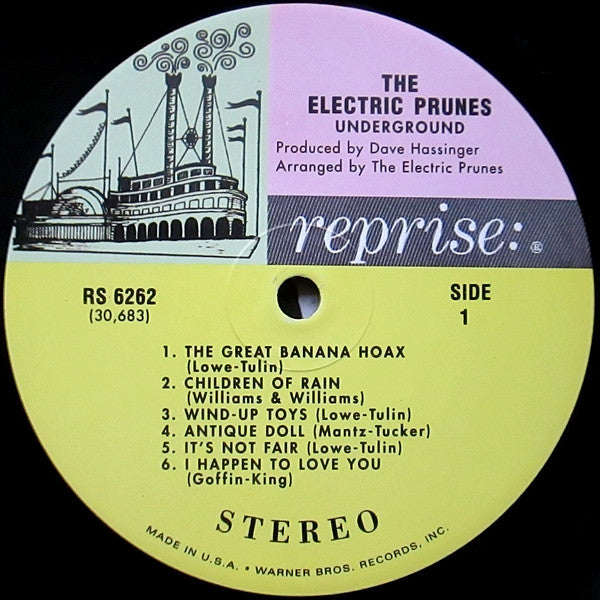 THE
ELECTRIC PRUNES
UNDERGROUND
Produced by Dave Hassinger
Arranged by The Electric Prunes
reprise: ®
RS 6262
(30,683)
SIDE
1
1. THE GREAT BANANA HOAX
(Lowe-Tulin)
2. CHILDREN OF RAIN
(Williams & Williams)
3. WIND-UP TOYS (Lowe-Tulin)
4. ANTIQUE DOLL (Mantz-Tucker)
5. IT'S NOT FAIR (Lowe-Tulin)
6. I HAPPEN TO LOVE YOU
(Goffin-King)
STEREO
MADE IN U.S.A. • WARNER BROS. RECORDS, INC.